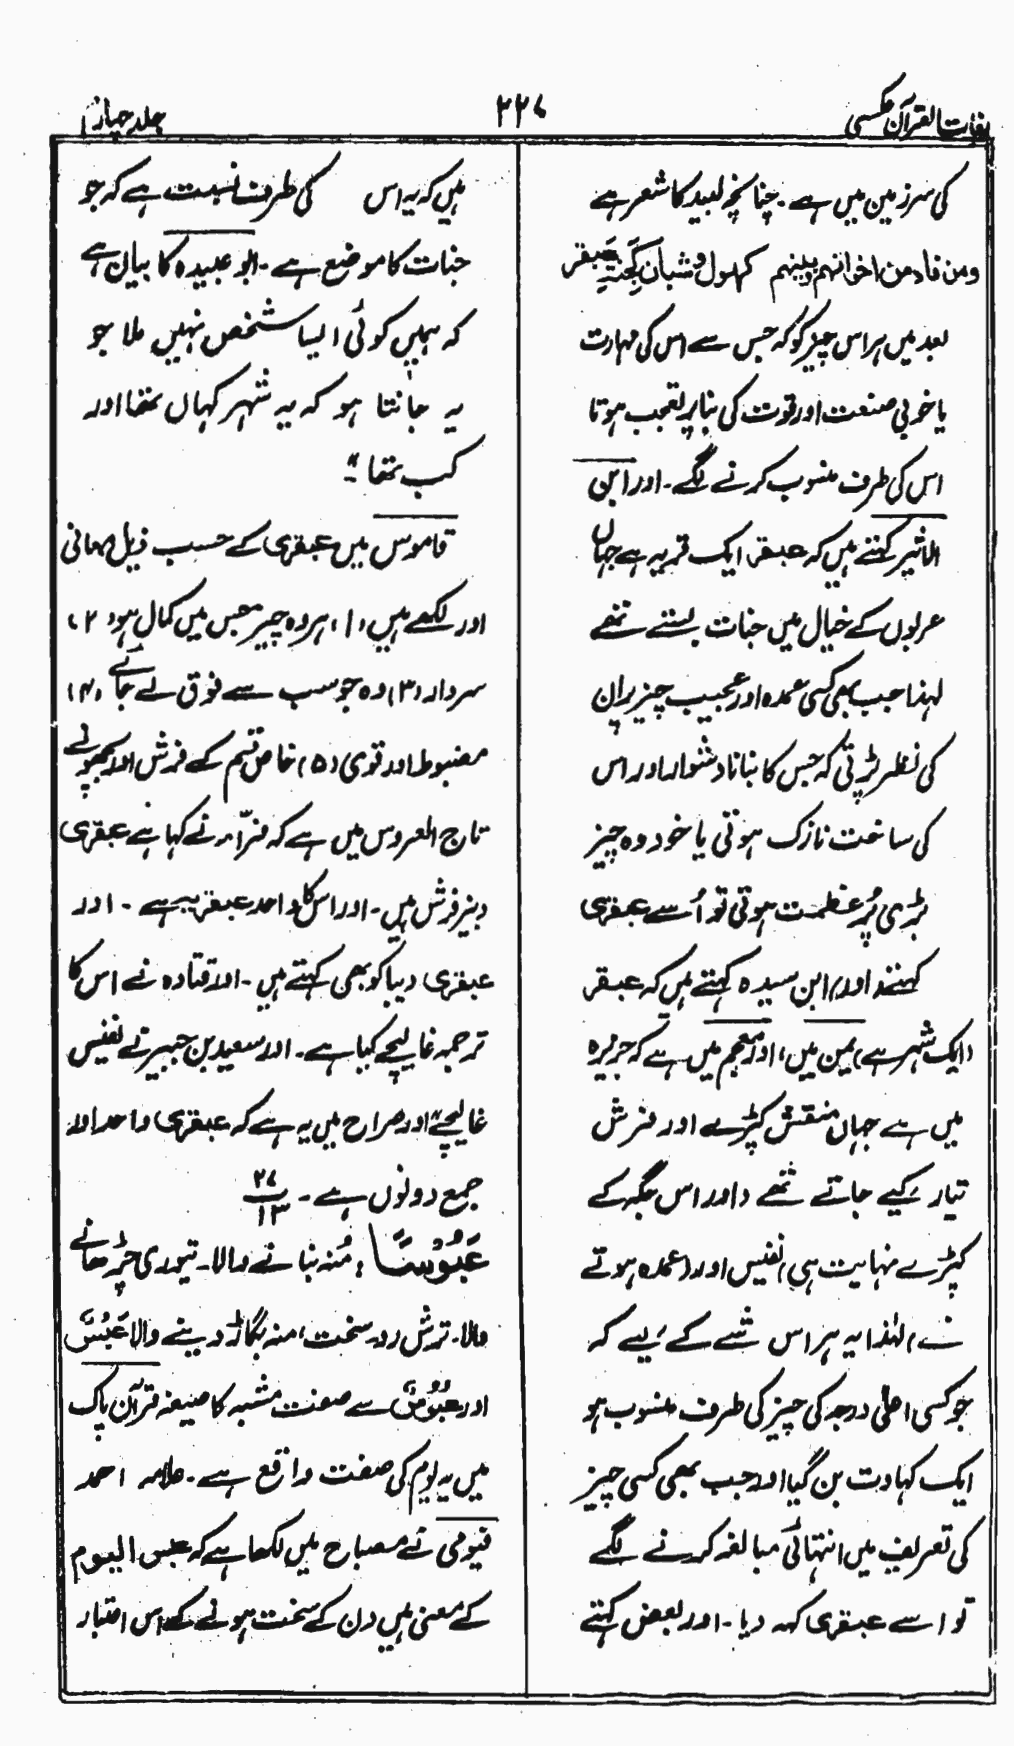 لغات القرآن عکسی
۲۲۷
جلد چہارم
کی سرزمین میں ہے۔ چنانچہ لبید کا شعر ہے
ومن فاد من اخوانہم وبینہم کہول وشبان کجنۃ عبقر
بعد میں ہر اس چیز کو کہ جس سے اس کی مہارت
یا خوبی صنعت اور قوت کی بنا پر تعجب ہوتا
اس کی طرف منسوب کرنے لگے۔ اور ابن
الاثیر کہتے ہیں کہ عبقر ایک قریہ ہے جہاں
عربوں کے خیال میں جنات بستے تھے
لہذا جب بھی کسی عمدہ اور عجیب چیز پر ان
کی نظر پڑتی کہ جس کا بنانا دشوار اور اس
کی ساخت نازک ہوتی یا خود وہ چیز
بڑی پُر عظمت ہوتی تو اُسے عبقری
کہتے، اور (ابن سیدہ کہتے ہیں کہ عبقر
(ایک شہر ہے) یمن میں، اور معجم میں ہے کہ جزیرہ
میں ہے جہاں منقش کپڑے اور فرش
تیار کیے جاتے تھے (اور اس جگہ کے
کپڑے نہایت ہی) نفیس اور (عمدہ ہوتے
تھے) لہٰذا یہ ہر اس شے کے لیے کہ
جو کسی اعلیٰ درجہ کی چیز کی طرف منسوب ہو
ایک کہاوت بن گیا اور جب بھی کسی چیز
کی تعریف میں انتہائی مبالغہ کرنے لگے
تو اسے عبقری کہہ دیا۔ اور بعض کہتے
ہیں کہ یہ اس کی طرف نسبت ہے کہ جو
جنات کا موضع ہے۔ ابو عبیدہ کا بیان ہے
کہ ہمیں کوئی ایسا شخص نہیں ملا جو
یہ جانتا ہو کہ یہ شہر کہاں تھا اور
کب تھا"۔
قاموس میں عبقری کے حسب ذیل معانی
اور لکھے ہیں، (۱) ہر وہ چیز جس میں کمال ہو، (۲)
سردار (۳) وہ جو سب سے فوق لے جائے (۴)
مضبوط اور قوی (۵) خاص قسم کے فرش اور بچھونے
تاج العروس میں ہے کہ فرّاء نے کہا ہے عبقری
دبیز فرش ہیں۔ اور اس کا واحد عبقریہ ہے۔ اور
عبقری دیبا کو بھی کہتے ہیں۔ اور قتادہ نے اس کا
ترجمہ غالیچے کیا ہے۔ اور سعید بن جبیر نے نفیس
غالیچے" اور صراح میں یہ ہے کہ عبقری واحد اور
جمع دونوں ہے۔ پ ۲۷ ۱۳
عَبُوْسًا: مُنہ بنانے والا۔ تیوری چڑھانے
والا۔ ترش رو، سخت، منہ بگاڑ دینے والا عَبْسٌ
اور عُبُوْسٌ سے صفت مشبہ کا صیغہ قرآن پاک
میں یہ یوم کی صفت واقع ہے۔ علامہ احمد
فیومی نے مصباح میں لکھا ہے کہ عبس الیوم
کے معنی ہیں دن کے سخت ہونے کے، اس اعتبار